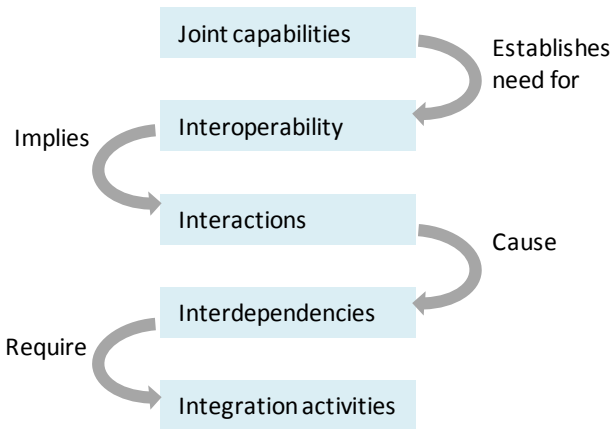 Joint capabilities
Establishes
need for
Interoperability
Implies
Interactions
Cause
Interdependencies
Require
Integration activities